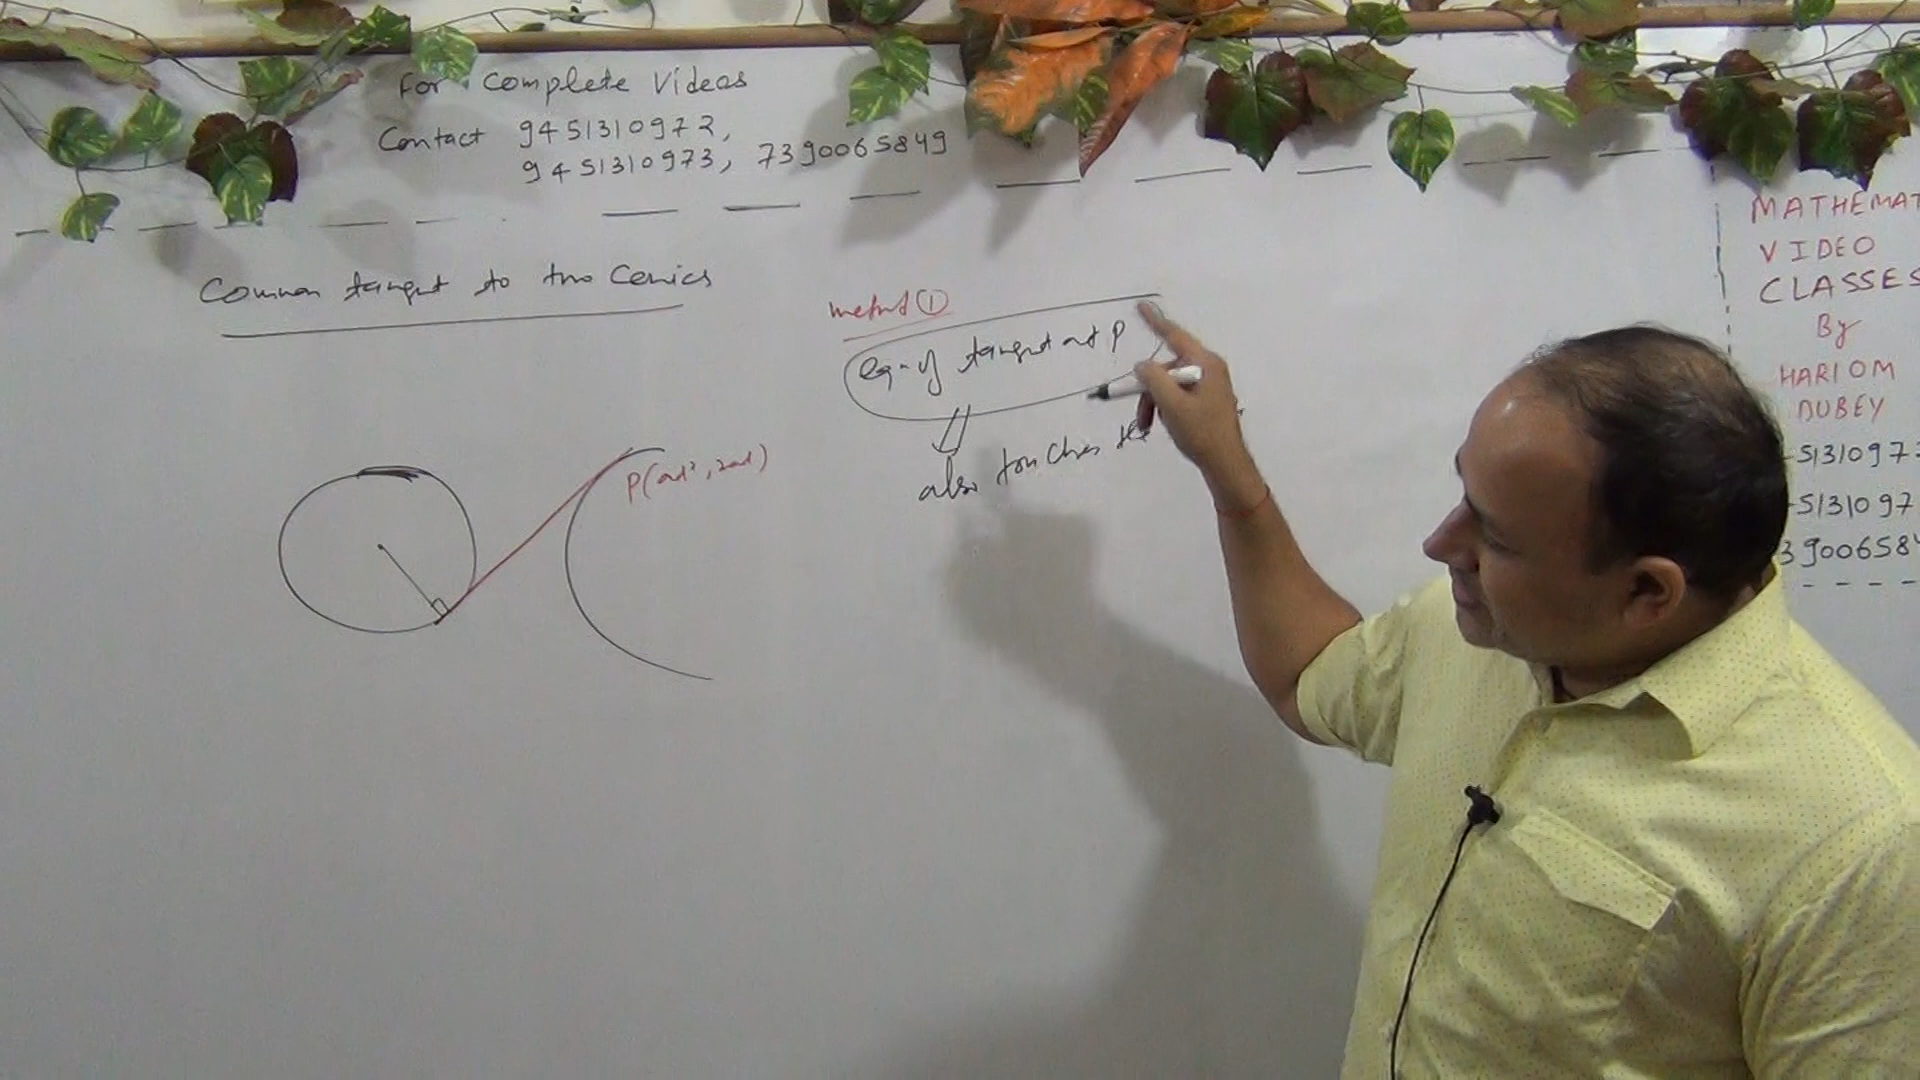 For Complete Videos
Contact 9451310972,
9451310973, 7390065849
Common tangent to two Conics
method ①
eqn of tangent at P
also touches the
P(at², 2at)
MATHEMAT
VIDEO
CLASSES
By
HARIOM
DUBEY
5131097
5131097
3900658